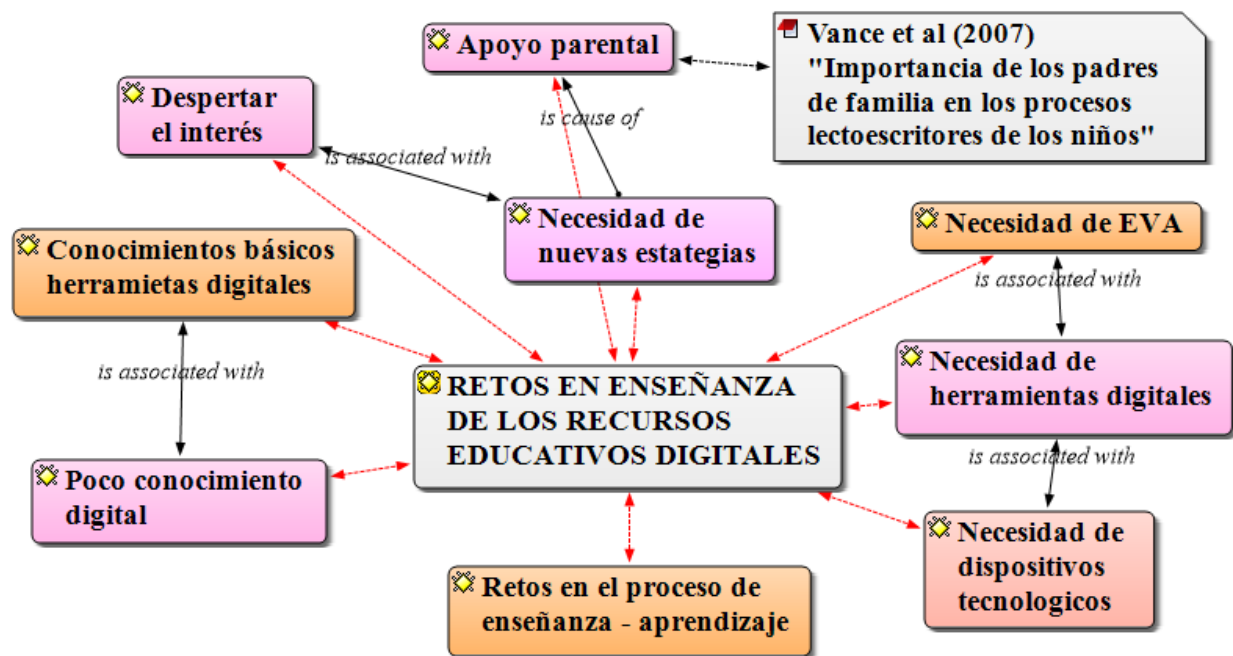 Apoyo parental
Vance et al (2007)
"Importancia de los padres
de familia en los procesos
lectoescritores de los niños"
Despertar
el interés
is cause of
is associated with
Necesidad de
nuevas estategias
Necesidad de EVA
Conocimientos básicos
herramietas digitales
is associated with
is associated with
Necesidad de
herramientas digitales
RETOS EN ENSEÑANZA
DE LOS RECURSOS
EDUCATIVOS DIGITALES
is associated with
Poco conocimiento
digital
Necesidad de
dispositivos
tecnologicos
Retos en el proceso de
enseñanza - aprendizaje